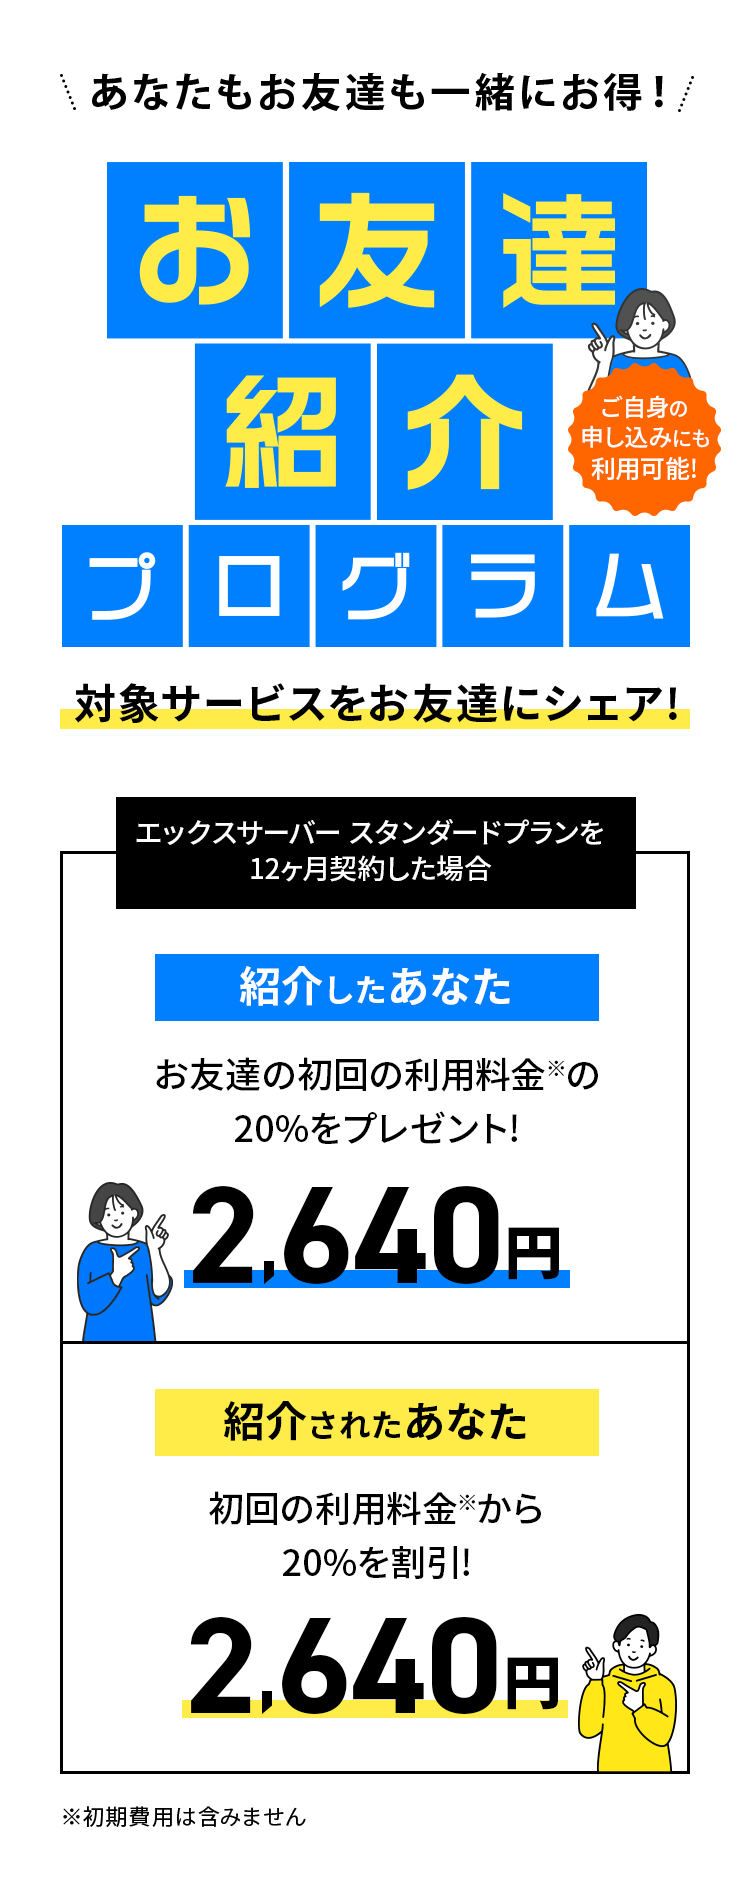 あなたもお友達も一緒にお得！
お友達
紹介
プログラム
ご自身の
申し込みにも
利用可能!
対象サービスをお友達にシェア!
エックスサーバー スタンダードプランを
12ヶ月契約した場合
紹介したあなた
お友達の初回の利用料金※の
20%をプレゼント!
2,640円
紹介されたあなた
初回の利用料金※から
20%を割引!
2,640円
※初期費用は含みません